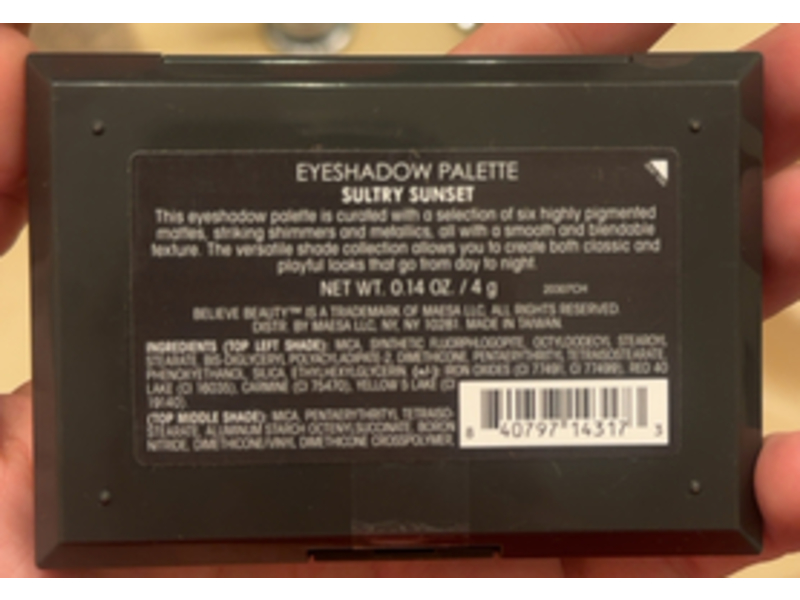 EYESHADOW PALETTE
SULTRY SUNSET
This eyeshadow palette is curated with a selection of six highly pigmented
mattes, striking shimmers and metallics, all with a smooth and blendable
texture. The versatile shade collection allows you to create both classic and
playful looks that go from day to night.
NET WT. 0.14 OZ. / 4 g
20307CH
BELIEVE BEAUTY™ IS A TRADEMARK OF MAESA LLC, ALL RIGHTS RESERVED.
DISTR. BY MAESA LLC, NY, NY 10281. MADE IN TAIWAN.
INGREDIENTS (TOP LEFT SHADE): MICA, SYNTHETIC FLUORPHLOGOPITE, OCTYLDODECYL STEAROYL
STEARATE, BIS-DIGLYCERYL POLYACYLADIPATE-2, DIMETHICONE, PENTAERYTHRITYL TETRAISOSTEARATE,
PHENOXYETHANOL, SILICA, ETHYLHEXYLGLYCERIN. (+/-): IRON OXIDES (CI 77491, CI 77499), RED 40
LAKE (CI 16035), CARMINE (CI 75470), YELLOW 5 LAKE (CI
19140).
(TOP MIDDLE SHADE): MICA, PENTAERYTHRITYL TETRAISO-
STEARATE, ALUMINUM STARCH OCTENYLSUCCINATE, BORON
NITRIDE, DIMETHICONE/VINYL DIMETHICONE CROSSPOLYMER,
8 40797 14317 3